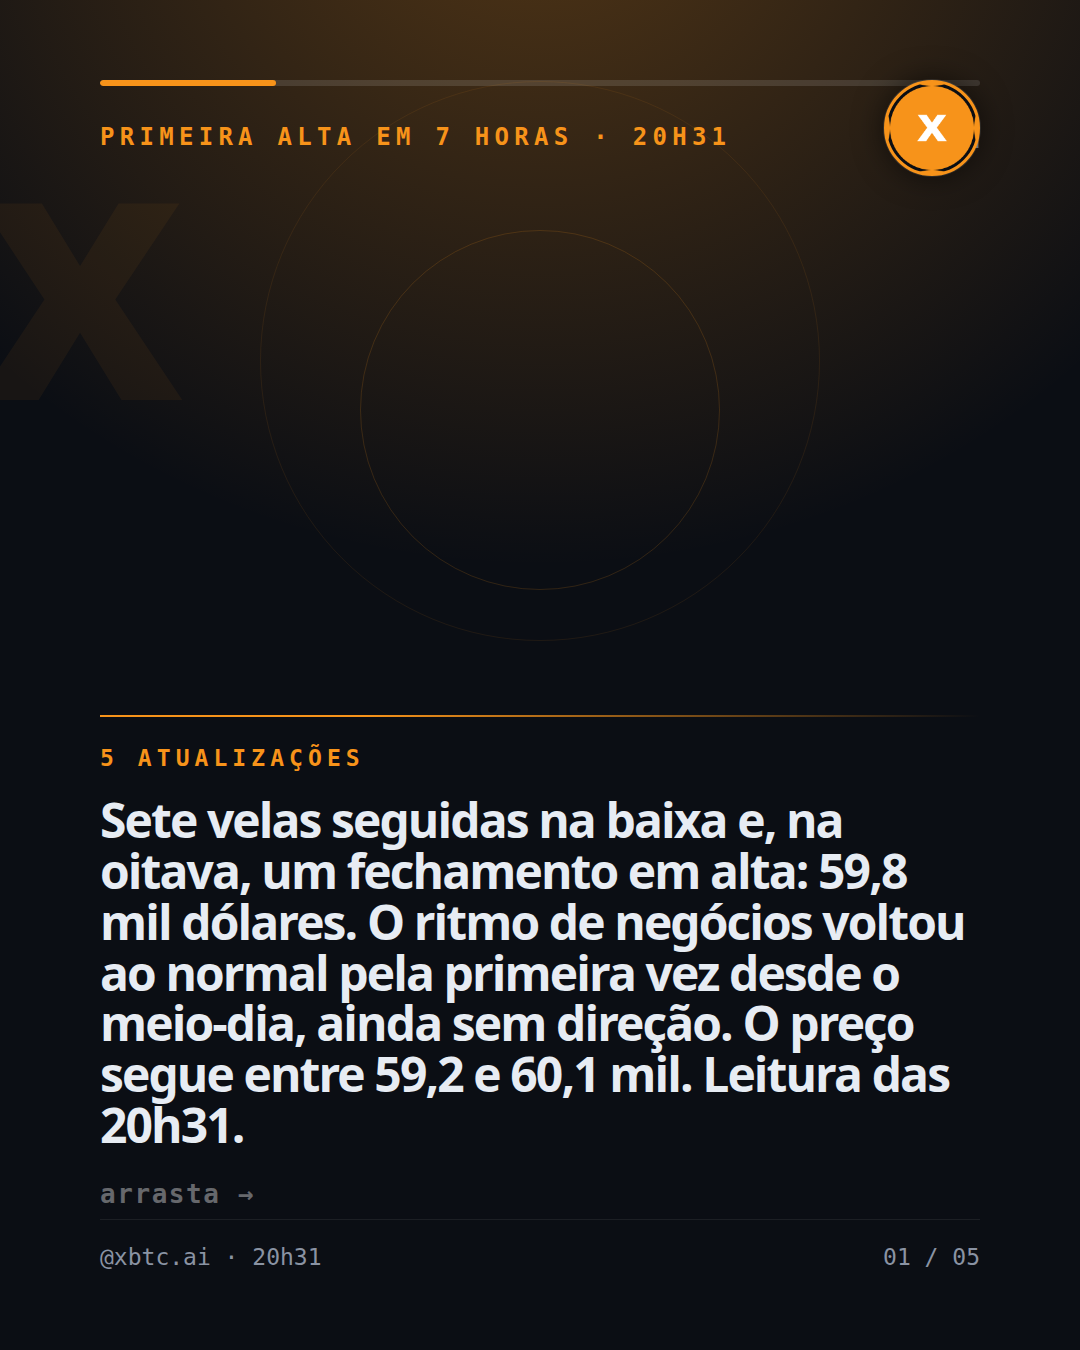 PRIMEIRA ALTA EM 7 HORAS · 20H31
x
x
5 ATUALIZAÇÕES
Sete velas seguidas na baixa e, na
oitava, um fechamento em alta: 59,8
mil dólares. O ritmo de negócios voltou
ao normal pela primeira vez desde o
meio-dia, ainda sem direção. O preço
segue entre 59,2 e 60,1 mil. Leitura das
20h31.
arrasta →
@xbtc.ai · 20h31
01 / 05